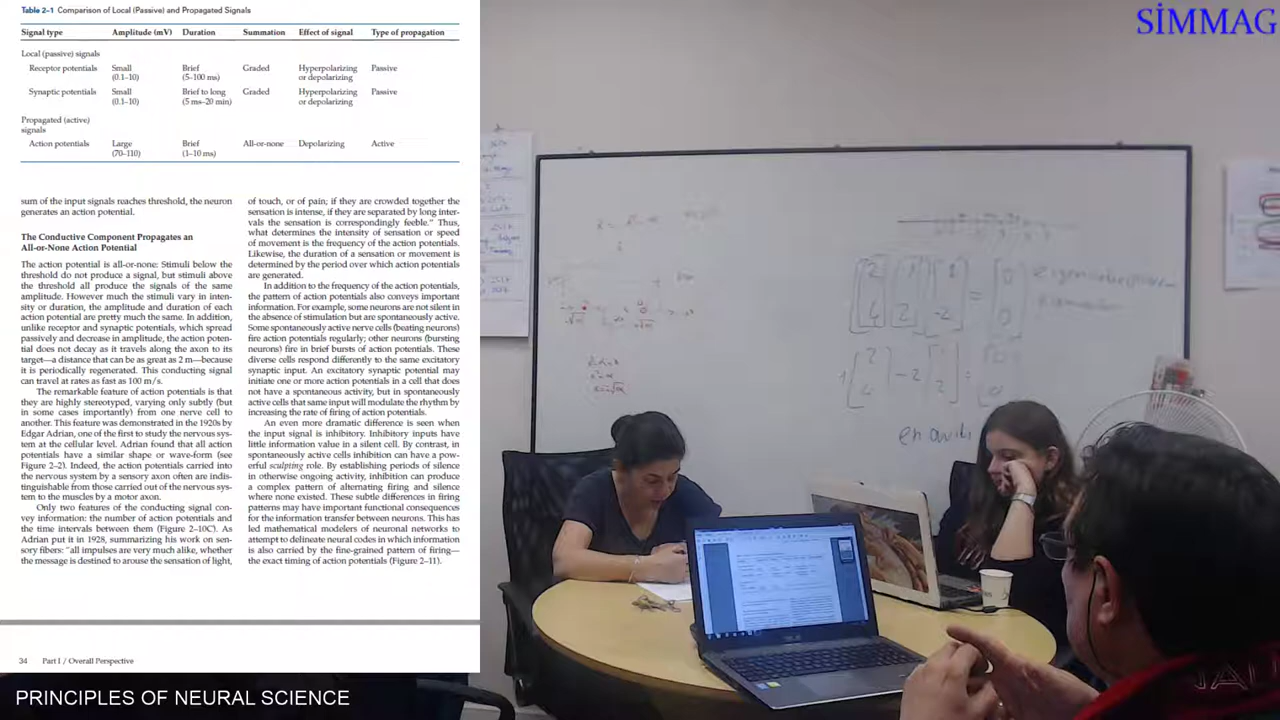 SİMMAG
Table 2–1 Comparison of Local (Passive) and Propagated Signals
Signal type Amplitude (mV) Duration Summation Effect of signal Type of propagation
Local (passive) signals
Receptor potentials Small Brief Graded Hyperpolarizing Passive
(0.1–10) (5–100 ms) or depolarizing
Synaptic potentials Small Brief to long Graded Hyperpolarizing Passive
(0.1–10) (5 ms–20 min) or depolarizing
Propagated (active)
signals
Action potentials Large Brief All-or-none Depolarizing Active
(70–110) (1–10 ms)
sum of the input signals reaches threshold, the neuron
generates an action potential.
The Conductive Component Propagates an
All-or-None Action Potential
The action potential is all-or-none: Stimuli below the
threshold do not produce a signal, but stimuli above
the threshold all produce the signals of the same
amplitude. However much the stimuli vary in inten-
sity or duration, the amplitude and duration of each
action potential are pretty much the same. In addition,
unlike receptor and synaptic potentials, which spread
passively and decrease in amplitude, the action poten-
tial does not decay as it travels along the axon to its
target—a distance that can be as great as 2 m—because
it is periodically regenerated. This conducting signal
can travel at rates as fast as 100 m/s.
The remarkable feature of action potentials is that
they are highly stereotyped, varying only subtly (but
in some cases importantly) from one nerve cell to
another. This feature was demonstrated in the 1920s by
Edgar Adrian, one of the first to study the nervous sys-
tem at the cellular level. Adrian found that all action
potentials have a similar shape or wave-form (see
Figure 2–2). Indeed, the action potentials carried into
the nervous system by a sensory axon often are indis-
tinguishable from those carried out of the nervous sys-
tem to the muscles by a motor axon.
Only two features of the conducting signal con-
vey information: the number of action potentials and
the time intervals between them (Figure 2–10C). As
Adrian put it in 1928, summarizing his work on sen-
sory fibers: "all impulses are very much alike, whether
the message is destined to arouse the sensation of light,
of touch, or of pain; if they are crowded together the
sensation is intense, if they are separated by long inter-
vals the sensation is correspondingly feeble." Thus,
what determines the intensity of sensation or speed
of movement is the frequency of the action potentials.
Likewise, the duration of a sensation or movement is
determined by the period over which action potentials
are generated.
In addition to the frequency of the action potentials,
the pattern of action potentials also conveys important
information. For example, some neurons are not silent in
the absence of stimulation but are spontaneously active.
Some spontaneously active nerve cells (beating neurons)
fire action potentials regularly; other neurons (bursting
neurons) fire in brief bursts of action potentials. These
diverse cells respond differently to the same excitatory
synaptic input. An excitatory synaptic potential may
initiate one or more action potentials in a cell that does
not have a spontaneous activity, but in spontaneously
active cells that same input will modulate the rhythm by
increasing the rate of firing of action potentials.
An even more dramatic difference is seen when
the input signal is inhibitory. Inhibitory inputs have
little information value in a silent cell. By contrast, in
spontaneously active cells inhibition can have a pow-
erful sculpting role. By establishing periods of silence
in otherwise ongoing activity, inhibition can produce
a complex pattern of alternating firing and silence
where none existed. These subtle differences in firing
patterns may have important functional consequences
for the information transfer between neurons. This has
led mathematical modelers of neuronal networks to
attempt to delineate neural codes in which information
is also carried by the fine-grained pattern of firing—
the exact timing of action potentials (Figure 2–11).
34 Part I / Overall Perspective
PRINCIPLES OF NEURAL SCIENCE